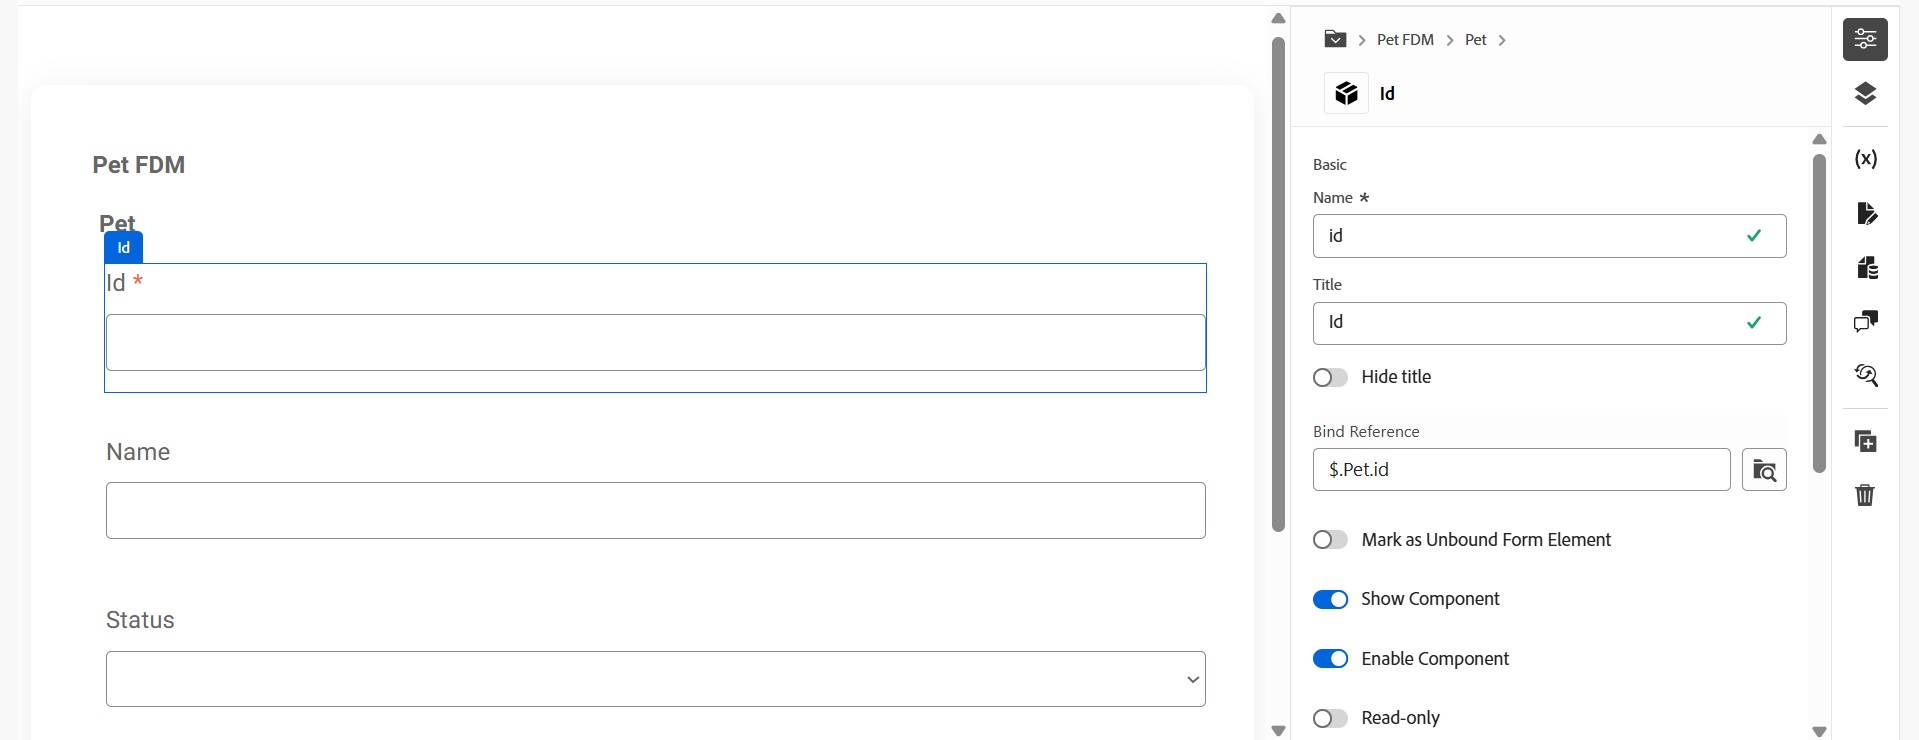 Pet FDM
Pet
Id
Id *
Name
Status
Pet FDM
Pet
Id
Basic
Name *
id
Title
Id
Hide title
Bind Reference
$.Pet.id
Mark as Unbound Form Element
Show Component
Enable Component
Read-only
(x)